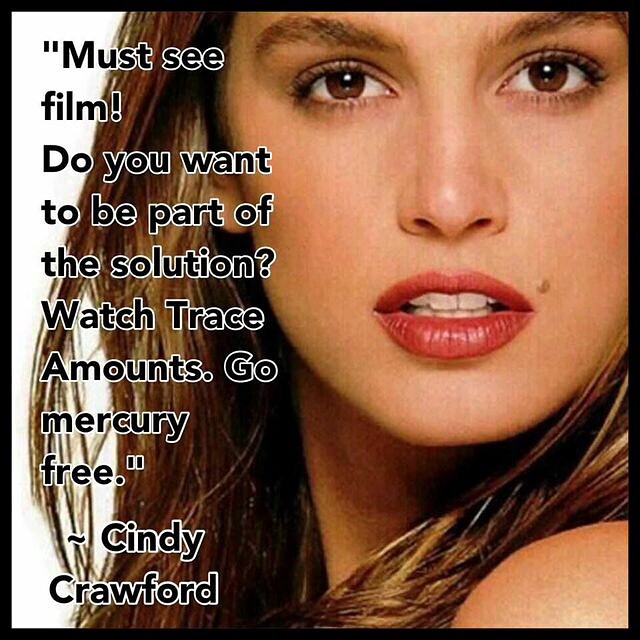 "Must see
film!
Do you want
to be part of
the solution?
Watch Trace
Amounts. Go
mercury
free."
~ Cindy
Crawford